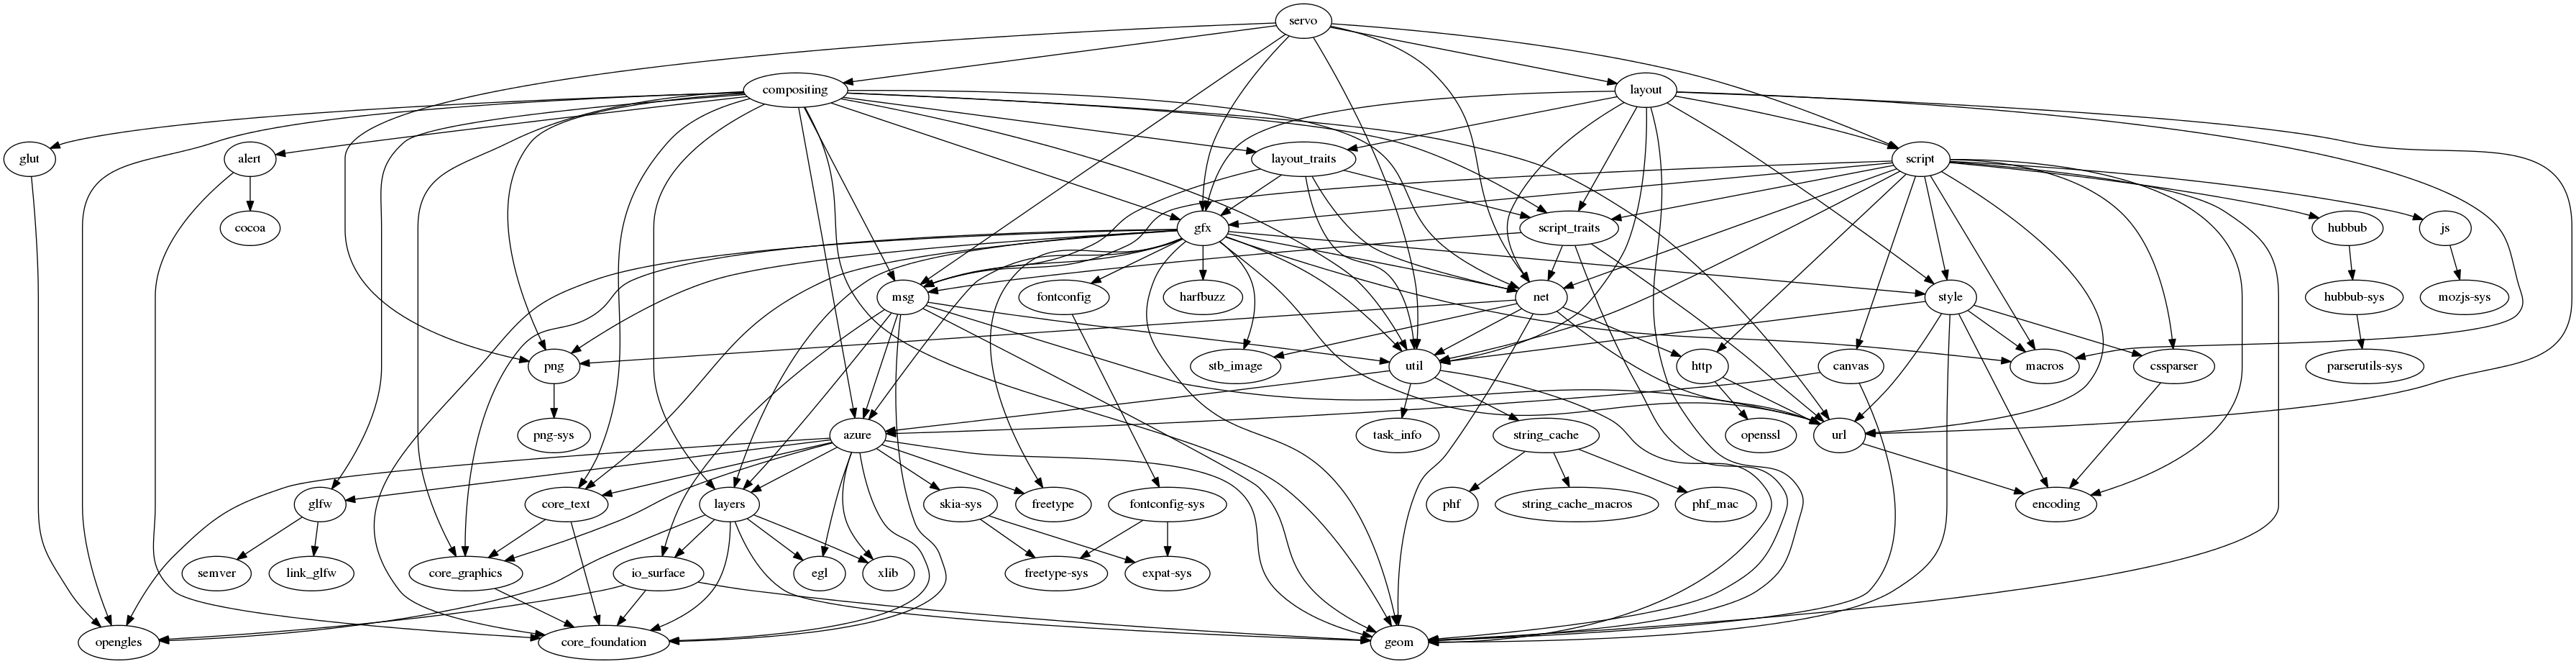 servo
compositing
layout
glut
alert
layout_traits
script
cocoa
gfx
script_traits
hubbub
js
msg
fontconfig
harfbuzz
net
style
hubbub-sys
mozjs-sys
png
stb_image
util
http
canvas
macros
cssparser
parserutils-sys
png-sys
azure
task_info
string_cache
openssl
url
glfw
core_text
layers
skia-sys
freetype
fontconfig-sys
phf
string_cache_macros
phf_mac
encoding
semver
link_glfw
core_graphics
io_surface
egl
xlib
freetype-sys
expat-sys
opengles
core_foundation
geom